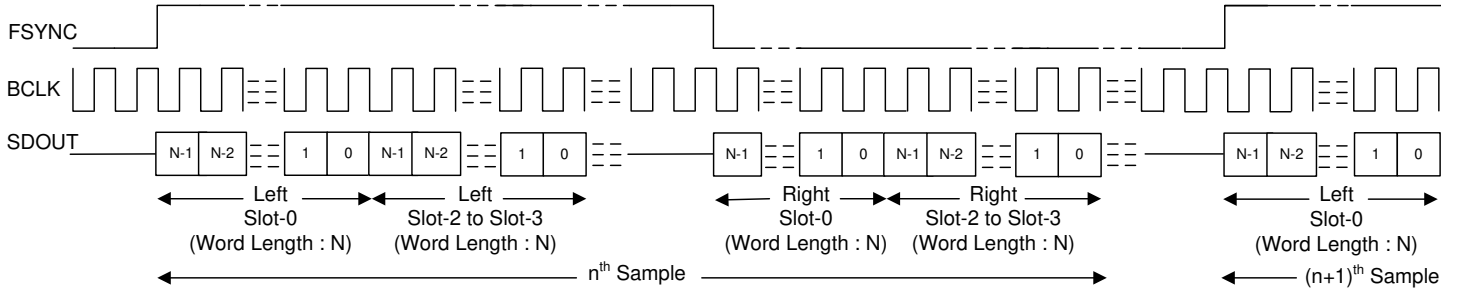 FSYNC
BCLK
SDOUT
N-1 N-2 1 0 N-1 N-2 1 0 N-1 1 0 N-1 N-2 1 0 N-1 N-2 1 0
Left
Slot-0
(Word Length : N)
Left
Slot-2 to Slot-3
(Word Length : N)
Right
Slot-0
(Word Length : N)
Right
Slot-2 to Slot-3
(Word Length : N)
Left
Slot-0
(Word Length : N)
nth Sample
(n+1)th Sample